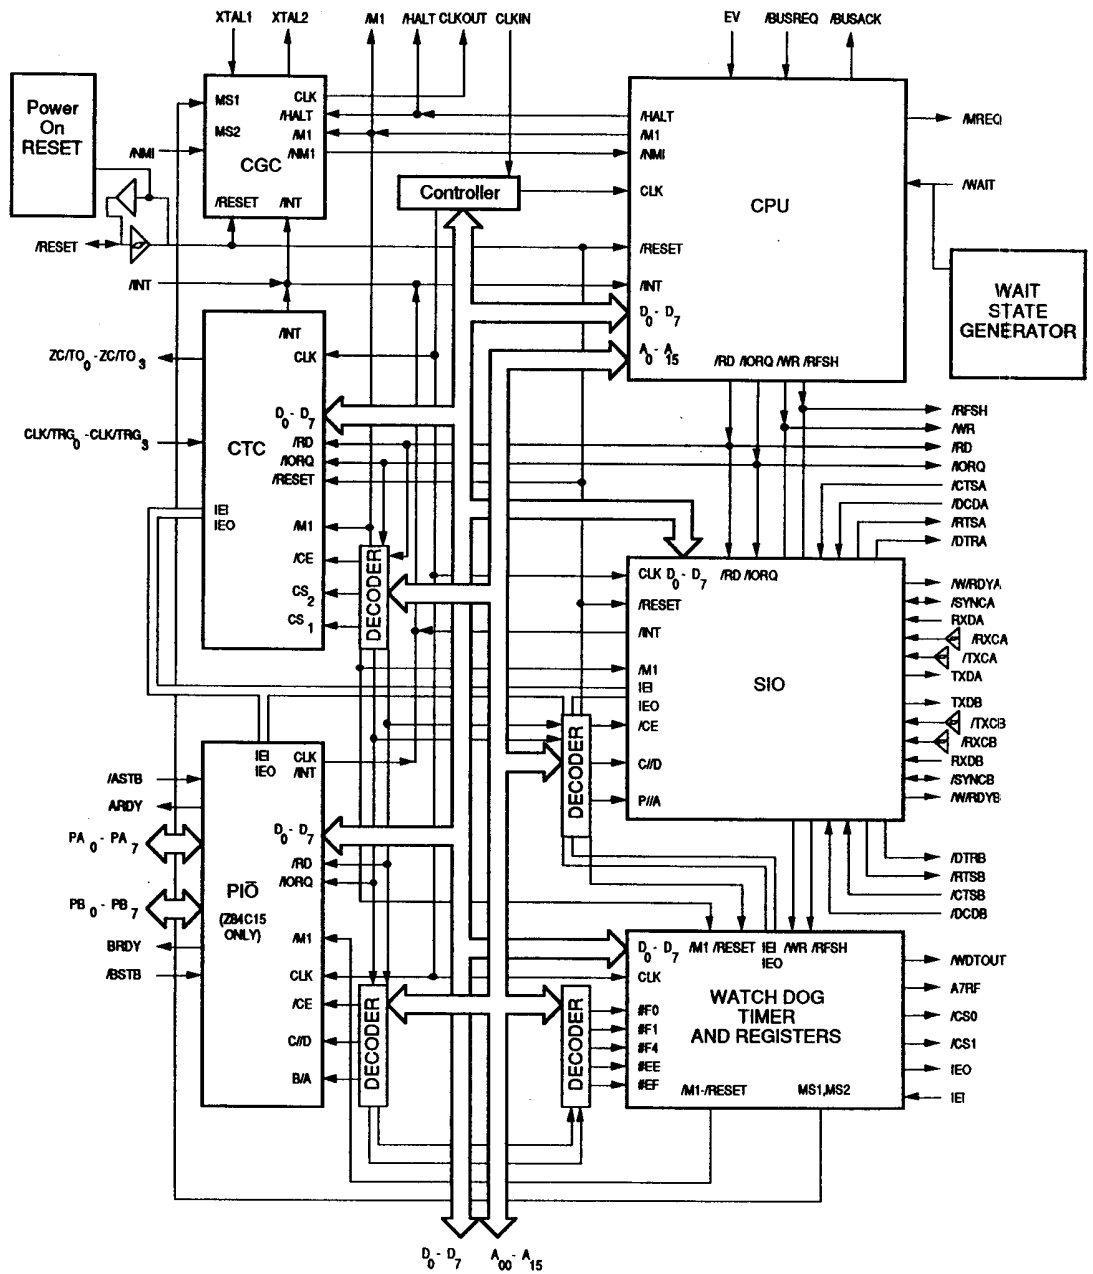 XTAL1 XTAL2 /M1 /HALT CLKOUT CLKIN EV /BUSREQ /BUSACK
Power
On
RESET
MS1
MS2
CLK
/HALT
/M1
/NM1
CGC
/RESET /INT
/NMI
/RESET
/INT
Controller
/HALT
/M1
/NMI
CLK
CPU
/RESET
/INT
D0 - D7
A0 - A15
/RD /IORQ /WR /RFSH
/MREQ
/WAIT
WAIT
STATE
GENERATOR
ZC/TO0 -ZC/TO3
CLK/TRG0 -CLK/TRG3
/INT
CLK
D0 - D7
CTC
/RD
/IORQ
/RESET
IEI
IEO
/M1
/CE
CS2
CS1
DECODER
/RFSH
/WR
/RD
/IORQ
/CTSA
/DCDA
/RTSA
/DTRA
CLK D0 - D7 /RD /IORQ
/RESET
/INT
/M1
IEI
IEO
/CE
C//D
P//A
SIO
DECODER
/W/RDYA
/SYNCA
RXDA
/RXCA
/TXCA
TXDA
TXDB
/TXCB
/RXCB
RXDB
/SYNCB
/W/RDYB
/DTRB
/RTSB
/CTSB
/DCDB
/ASTB
ARDY
PA0 - PA7
PB0 - PB7
BRDY
/BSTB
IEI
IEO
CLK
/INT
D0 - D7
/RD
/IORQ
PIO
(Z84C15
ONLY)
/M1
CLK
/CE
C//D
B/A
DECODER
DECODER
D0 - D7 /M1 /RESET IEI /WR /RFSH
IEO
CLK
WATCH DOG
TIMER
AND REGISTERS
#F0
#F1
#F4
#EE
#EF
/M1-/RESET MS1,MS2
/WDTOUT
A7RF
/CS0
/CS1
IEO
IEI
D0 - D7 A00 - A15